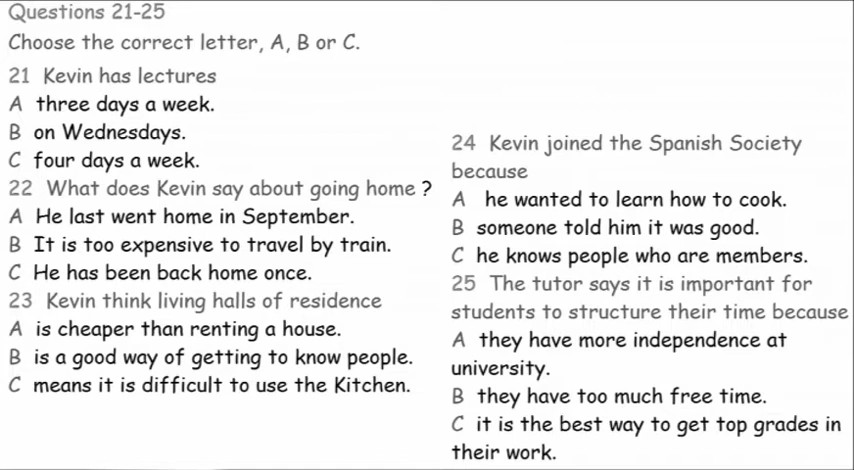 Questions 21-25
Choose the correct letter, A, B or C.
21 Kevin has lectures
A three days a week.
B on Wednesdays.
C four days a week.
22 What does Kevin say about going home ?
A He last went home in September.
B It is too expensive to travel by train.
C He has been back home once.
23 Kevin think living halls of residence
A is cheaper than renting a house.
B is a good way of getting to know people.
C means it is difficult to use the Kitchen.
24 Kevin joined the Spanish Society
because
A he wanted to learn how to cook.
B someone told him it was good.
C he knows people who are members.
25 The tutor says it is important for
students to structure their time because
A they have more independence at
university.
B they have too much free time.
C it is the best way to get top grades in
their work.